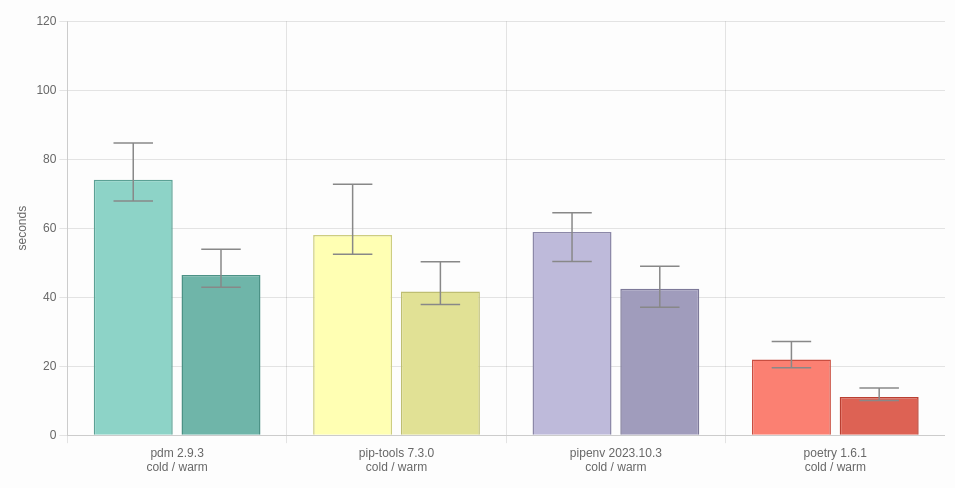 120
100
80
60
40
20
0
seconds
pdm 2.9.3
cold / warm
pip-tools 7.3.0
cold / warm
pipenv 2023.10.3
cold / warm
poetry 1.6.1
cold / warm